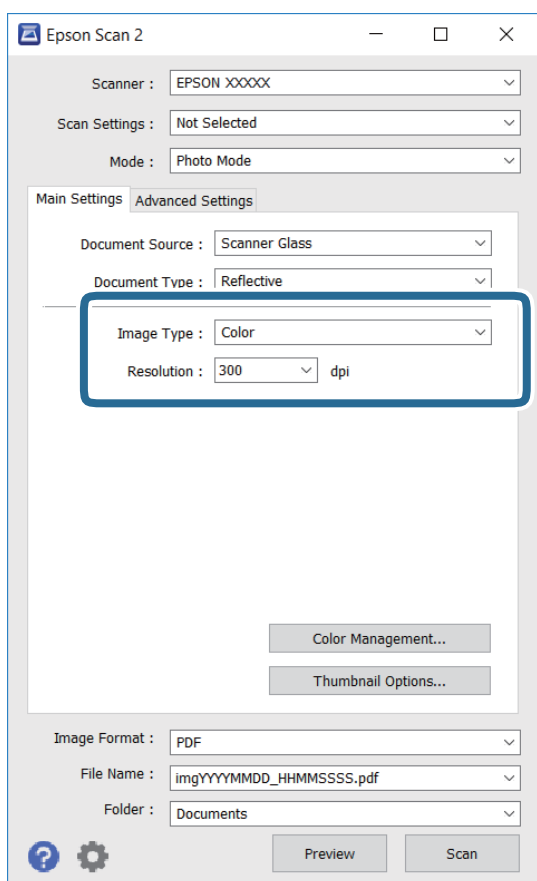 Epson Scan 2
Scanner : EPSON XXXXX
Scan Settings : Not Selected
Mode : Photo Mode
Main Settings Advanced Settings
Document Source : Scanner Glass
Document Type : Reflective
Image Type : Color
Resolution : 300 dpi
Color Management...
Thumbnail Options...
Image Format : PDF
File Name : imgYYYYMMDD_HHMMSSSS.pdf
Folder : Documents
? Preview Scan